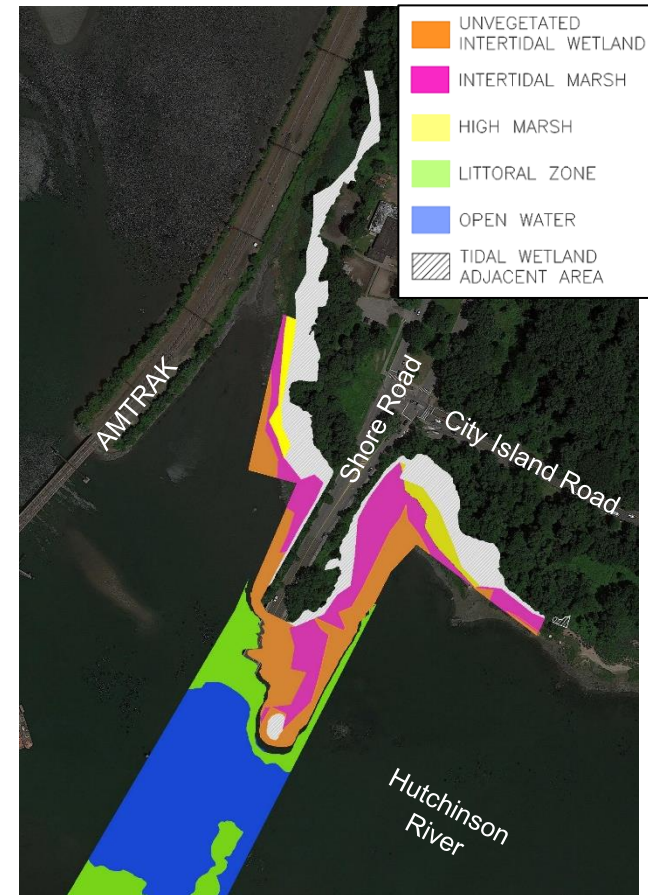 UNVEGETATED
INTERTIDAL WETLAND
INTERTIDAL MARSH
HIGH MARSH
LITTORAL ZONE
OPEN WATER
TIDAL WETLAND
ADJACENT AREA
AMTRAK
Shore Road
City Island Road
Hutchinson
River